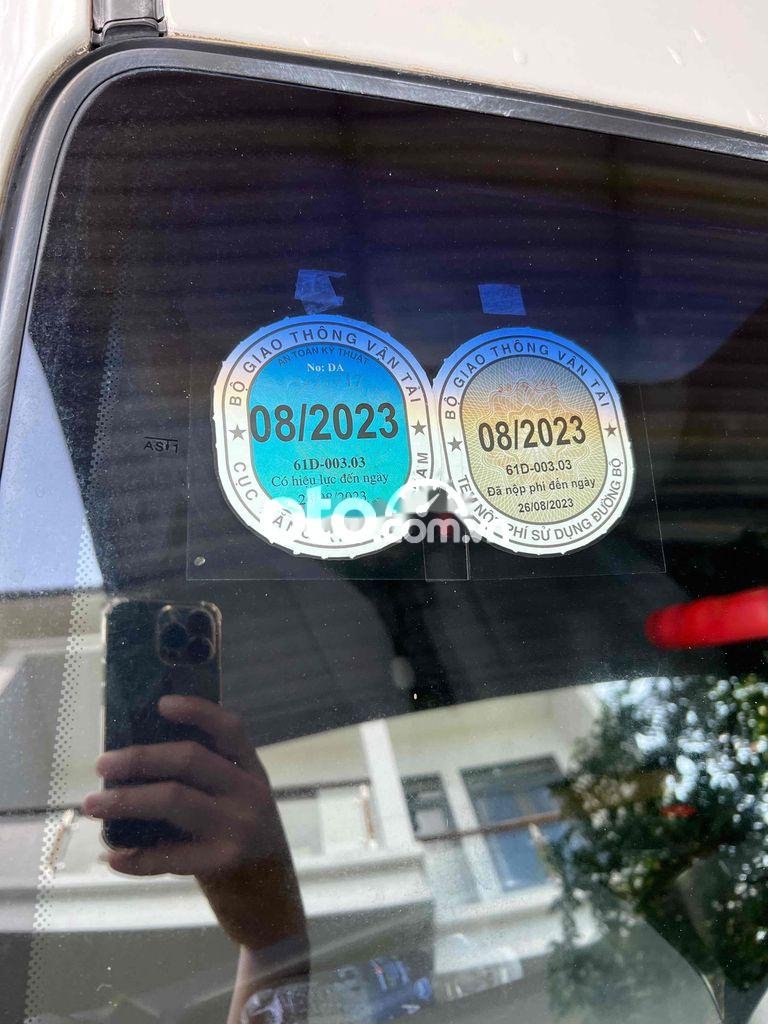 BỘ GIAO THÔNG VẬN TẢI
AN TOÀN KỸ THUẬT
No: DA
08/2023
61D-003.03
Có hiệu lực đến ngày
BỘ GIAO THÔNG VẬN TẢI
08/2023
61D-003.03
Đã nộp phí đến ngày
26/08/2023
PHÍ SỬ DỤNG ĐƯỜNG BỘ